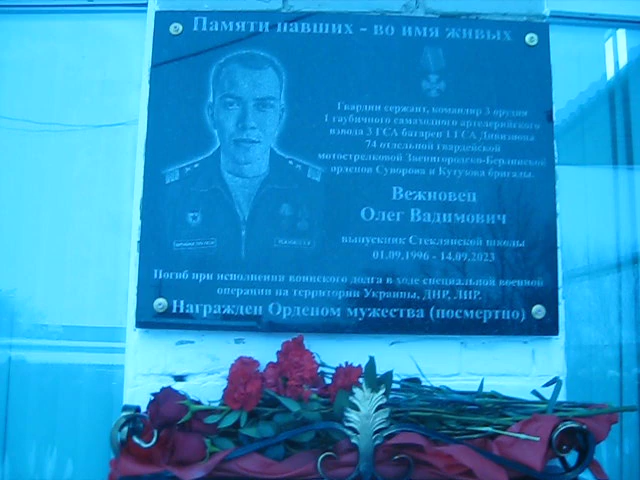 Памяти павших - во имя живых
Гвардии сержант, командир 3 орудия
1 гаубичного самаходного артелерийского
взвода 3 ГСА батареи 1 ГСА Дивизиона
74 отдельной гвардейской
мотострелковой Звенигородско-Берлинской
орденов Суворова и Кутузова бригады.
Вежновец
Олег Вадимович
выпускник Стеклянской школы
01.09.1996 - 14.09.2023
Погиб при исполнении воинского долга в ходе специальной военной
операции на территории Украины, ДНР, ЛНР.
Награжден Орденом мужества (посмертно)